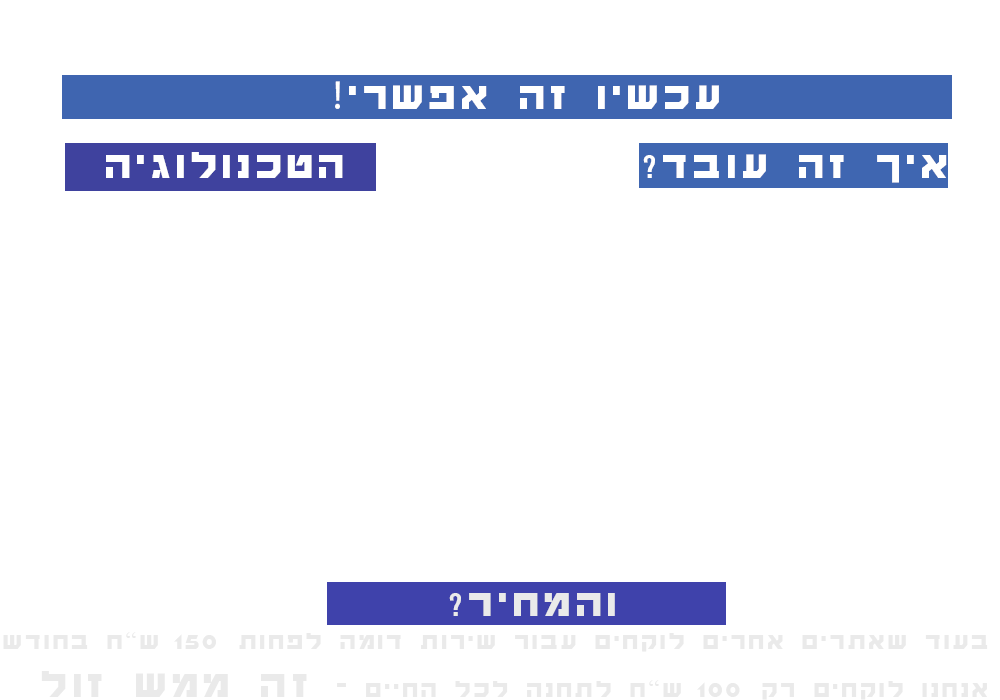 עכשיו זה אפשרי!
איך זה עובד?
הטכנולוגיה
והמחיר?
בעוד שאתרים אחרים לוקחים עבור שירות דומה לפחות 150 ש"ח בחורש
אנחנו לוקחים רק 100 ש"ח לתחנה לכל החיים - זה ממש זול